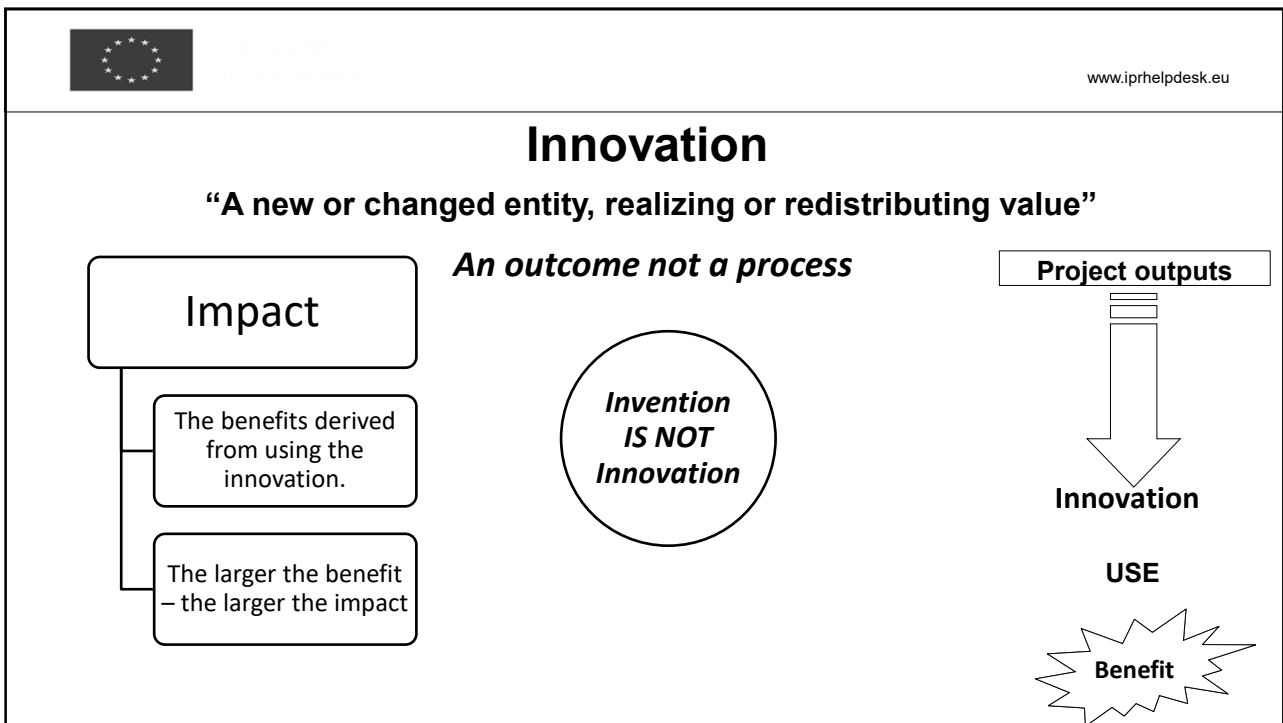 www.iprhelpdesk.eu
Innovation
“A new or changed entity, realizing or redistributing value”
An outcome not a process
Impact
The benefits derived
from using the
innovation.
The larger the benefit
– the larger the impact
Invention
IS NOT
Innovation
Project outputs
Innovation
USE
Benefit